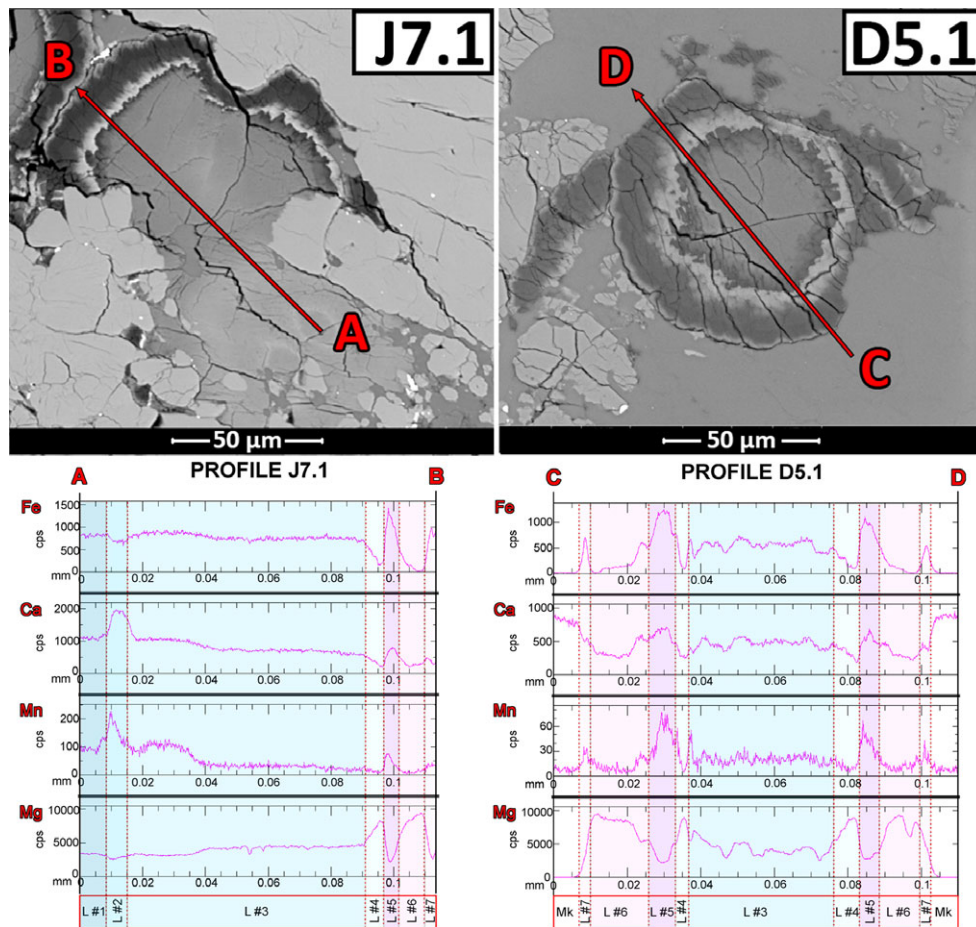 J7.1
D5.1
B
A
D
C
50 µm
50 µm
A PROFILE J7.1 B
C PROFILE D5.1 D
Fe
1500
1000
500
0
cps
mm 0.02 0.04 0.06 0.08 0.1
Ca
2000
1000
0
cps
0 0.02 0.04 0.06 0.08 0.1
Mn
200
100
0
cps
0 0.02 0.04 0.06 0.08 0.1
Mg
10000
5000
0
cps
mm 0.02 0.04 0.06 0.08 0.1
L #1 L #2 L #3 L #4 L #5 L #6 L #7
Fe
1000
500
0
cps
mm 0.02 0.04 0.06 0.08 0.1
Ca
1000
500
0
cps
0 0.02 0.04 0.06 0.08 0.1
Mn
60
30
0
cps
0 0.02 0.04 0.06 0.08 0.1
Mg
10000
5000
0
cps
mm 0.02 0.04 0.06 0.08 0.1
Mk L #7 L #6 L #5 L #4 L #3 L #4 L #5 L #6 L #7 Mk